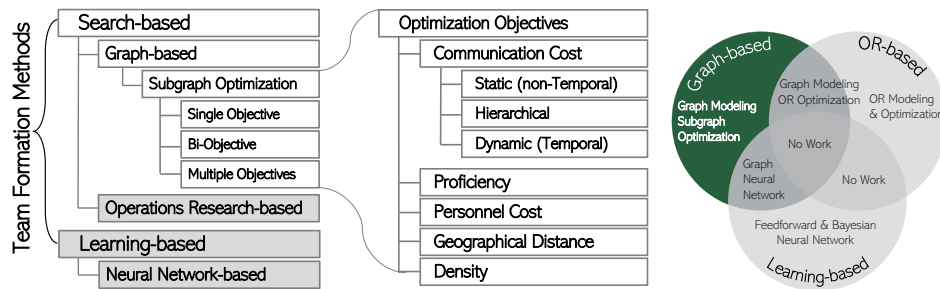 Team Formation Methods
Search-based
Graph-based
Subgraph Optimization
Single Objective
Bi-Objective
Multiple Objectives
Operations Research-based
Learning-based
Neural Network-based
Optimization Objectives
Communication Cost
Static (non-Temporal)
Hierarchical
Dynamic (Temporal)
Proficiency
Personnel Cost
Geographical Distance
Density
Graph-based
OR-based
Graph Modeling
Subgraph
Optimization
Graph Modeling
OR Optimization
OR Modeling
& Optimization
No Work
Graph
Neural
Network
No Work
Feedforward & Bayesian
Neural Network
Learning-based